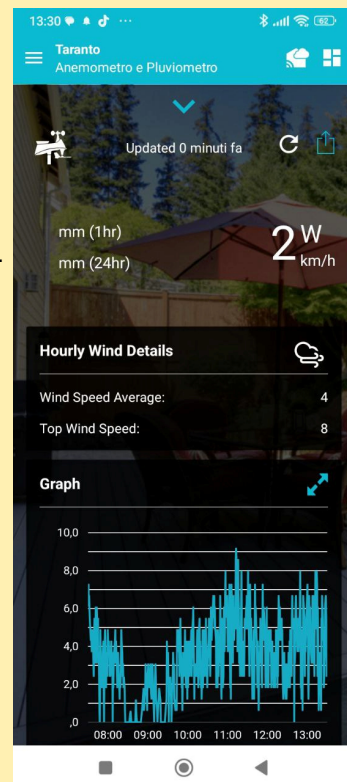 13:30
62
Taranto
Anemometro e Pluviometro
Updated 0 minuti fa
mm (1hr)
mm (24hr)
2 W
km/h
Hourly Wind Details
Wind Speed Average: 4
Top Wind Speed: 8
Graph
10,0
8,0
6,0
4,0
2,0
,0
08:00 09:00 10:00 11:00 12:00 13:00